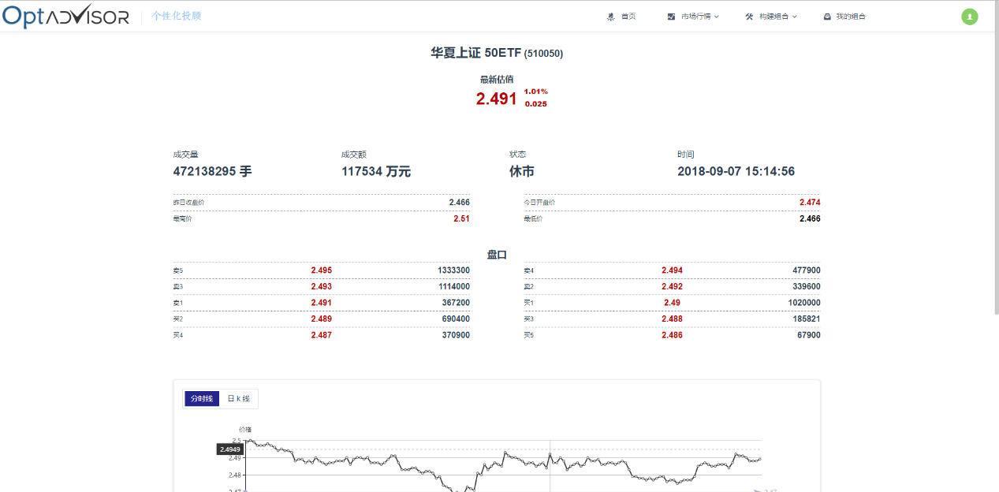 OptADVISOR 个性化投顾 首页 市场行情 构建组合 我的组合
华夏上证 50ETF (510050)
最新估值
2.491 1.01%
0.025
成交量 成交额 状态 时间
472138295 手 117534 万元 休市 2018-09-07 15:14:56
昨日收盘价 2.466 今日开盘价 2.474
最高价 2.51 最低价 2.466
盘口
卖5 2.495 1333300 卖4 2.494 477900
卖3 2.493 1114000 卖2 2.492 339600
卖1 2.491 367200 买1 2.49 1020000
买2 2.489 690400 买3 2.488 185821
买4 2.487 370900 买5 2.486 67900
分时线 日 k 线
价格
2.5
2.4949
2.49
2.48
2.47 2.47